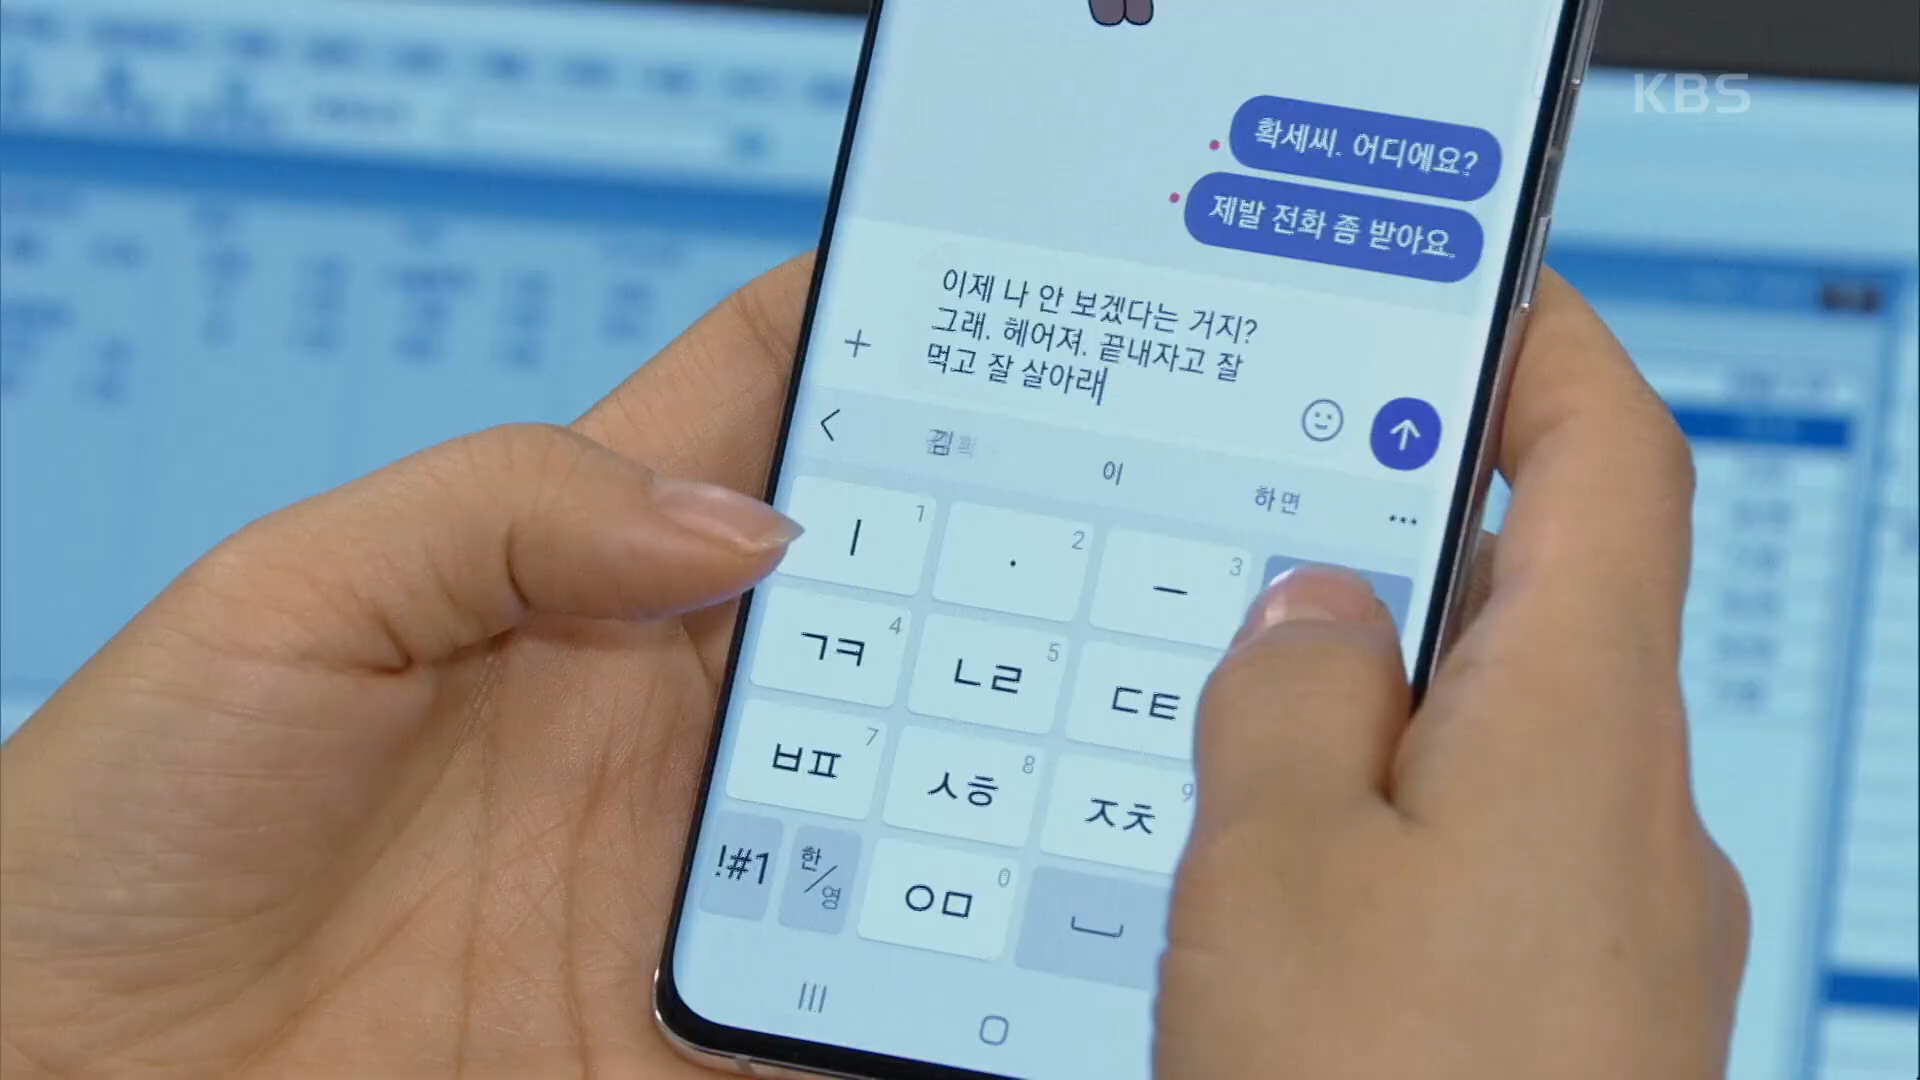 KBS
확세씨. 어디에요?
제발 전화 좀 받아요.
이제 나 안 보겠다는 거지?
그래. 헤어져. 끝내자고 잘
먹고 잘 살아래
이
하면
ㅣ 1
· 2
ㅡ 3
ㄱㅋ 4
ㄴㄹ 5
ㄷㅌ
ㅂㅍ 7
ㅅㅎ 8
ㅈㅊ 9
!#1
한/영
ㅇㅁ 0